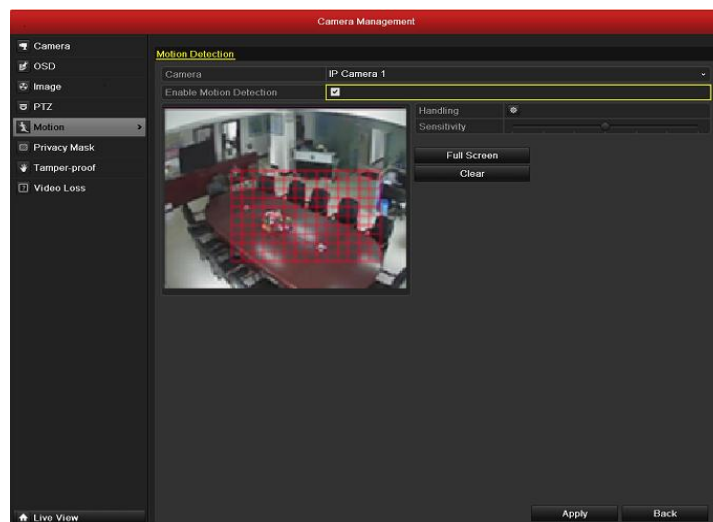 Camera Management
Camera
OSD
Image
PTZ
Motion
Privacy Mask
Tamper-proof
Video Loss
Live View
Motion Detection
Camera IP Camera 1
Enable Motion Detection
Handling
Sensitivity
Full Screen
Clear
Apply Back